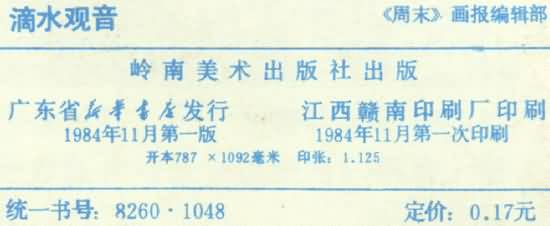 滴水观音 《周末》画报编辑部
岭南美术出版社出版
广东省新华书店发行 江西赣南印刷厂印刷
1984年11月第一版 1984年11月第一次印刷
开本787 ×1092毫米 印张：1.125
统一书号：8260·1048 定价：0.17元